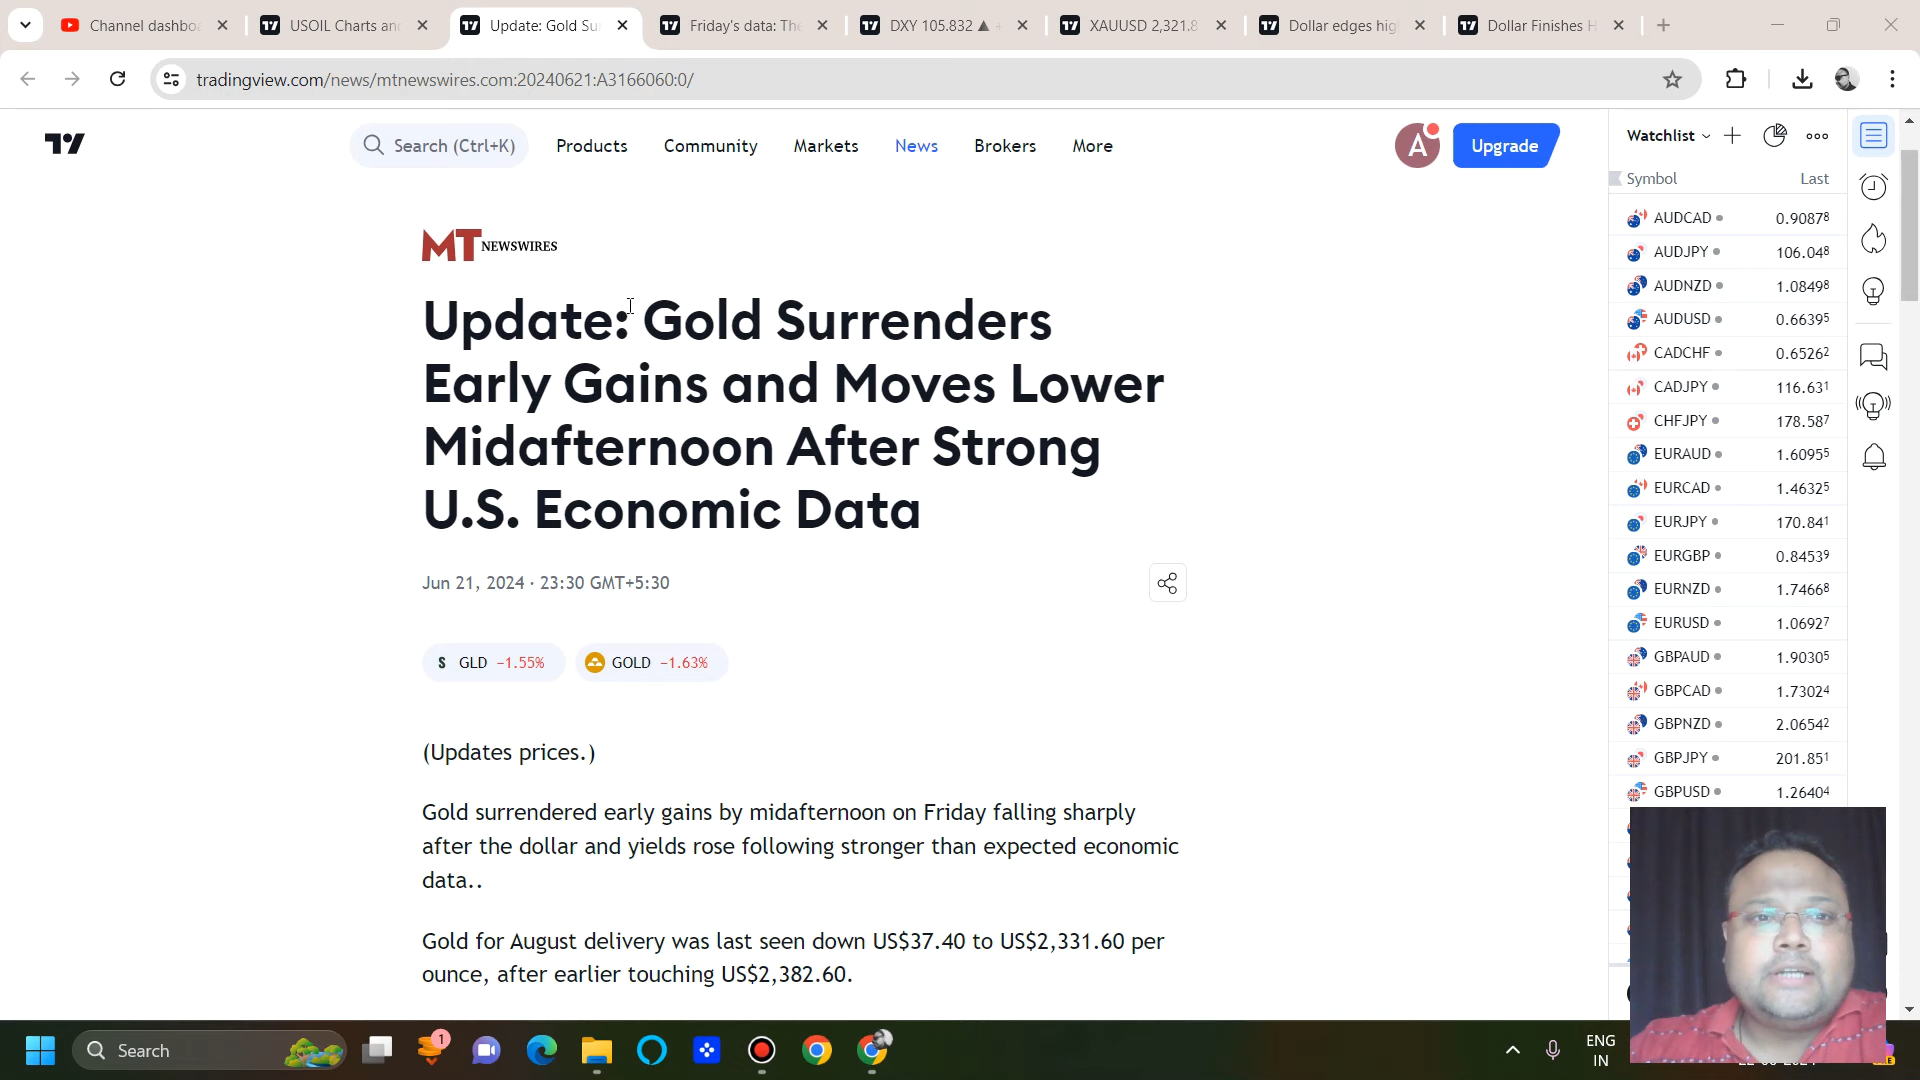 Channel dashbo
USOIL Charts an
Update: Gold Su
Friday's data: The
DXY 105.832 ▲
XAUUSD 2,321.8
Dollar edges hig
Dollar Finishes H
tradingview.com/news/mtnewswires.com:20240621:A3166060:0/
Search (Ctrl+K)
Products
Community
Markets
News
Brokers
More
A
Upgrade
Watchlist
Symbol Last
AUDCAD 0.90878
AUDJPY 106.048
AUDNZD 1.08498
AUDUSD 0.66395
CADCHF 0.65262
CADJPY 116.631
CHFJPY 178.587
EURAUD 1.60955
EURCAD 1.46325
EURJPY 170.841
EURGBP 0.84539
EURNZD 1.74668
EURUSD 1.06927
GBPAUD 1.90305
GBPCAD 1.73024
GBPNZD 2.06542
GBPJPY 201.851
GBPUSD 1.26404
MT NEWSWIRES
Update: Gold Surrenders
Early Gains and Moves Lower
Midafternoon After Strong
U.S. Economic Data
Jun 21, 2024 · 23:30 GMT+5:30
$ GLD −1.55%
GOLD −1.63%
(Updates prices.)
Gold surrendered early gains by midafternoon on Friday falling sharply
after the dollar and yields rose following stronger than expected economic
data..
Gold for August delivery was last seen down US$37.40 to US$2,331.60 per
ounce, after earlier touching US$2,382.60.
Search
1
ENG
IN